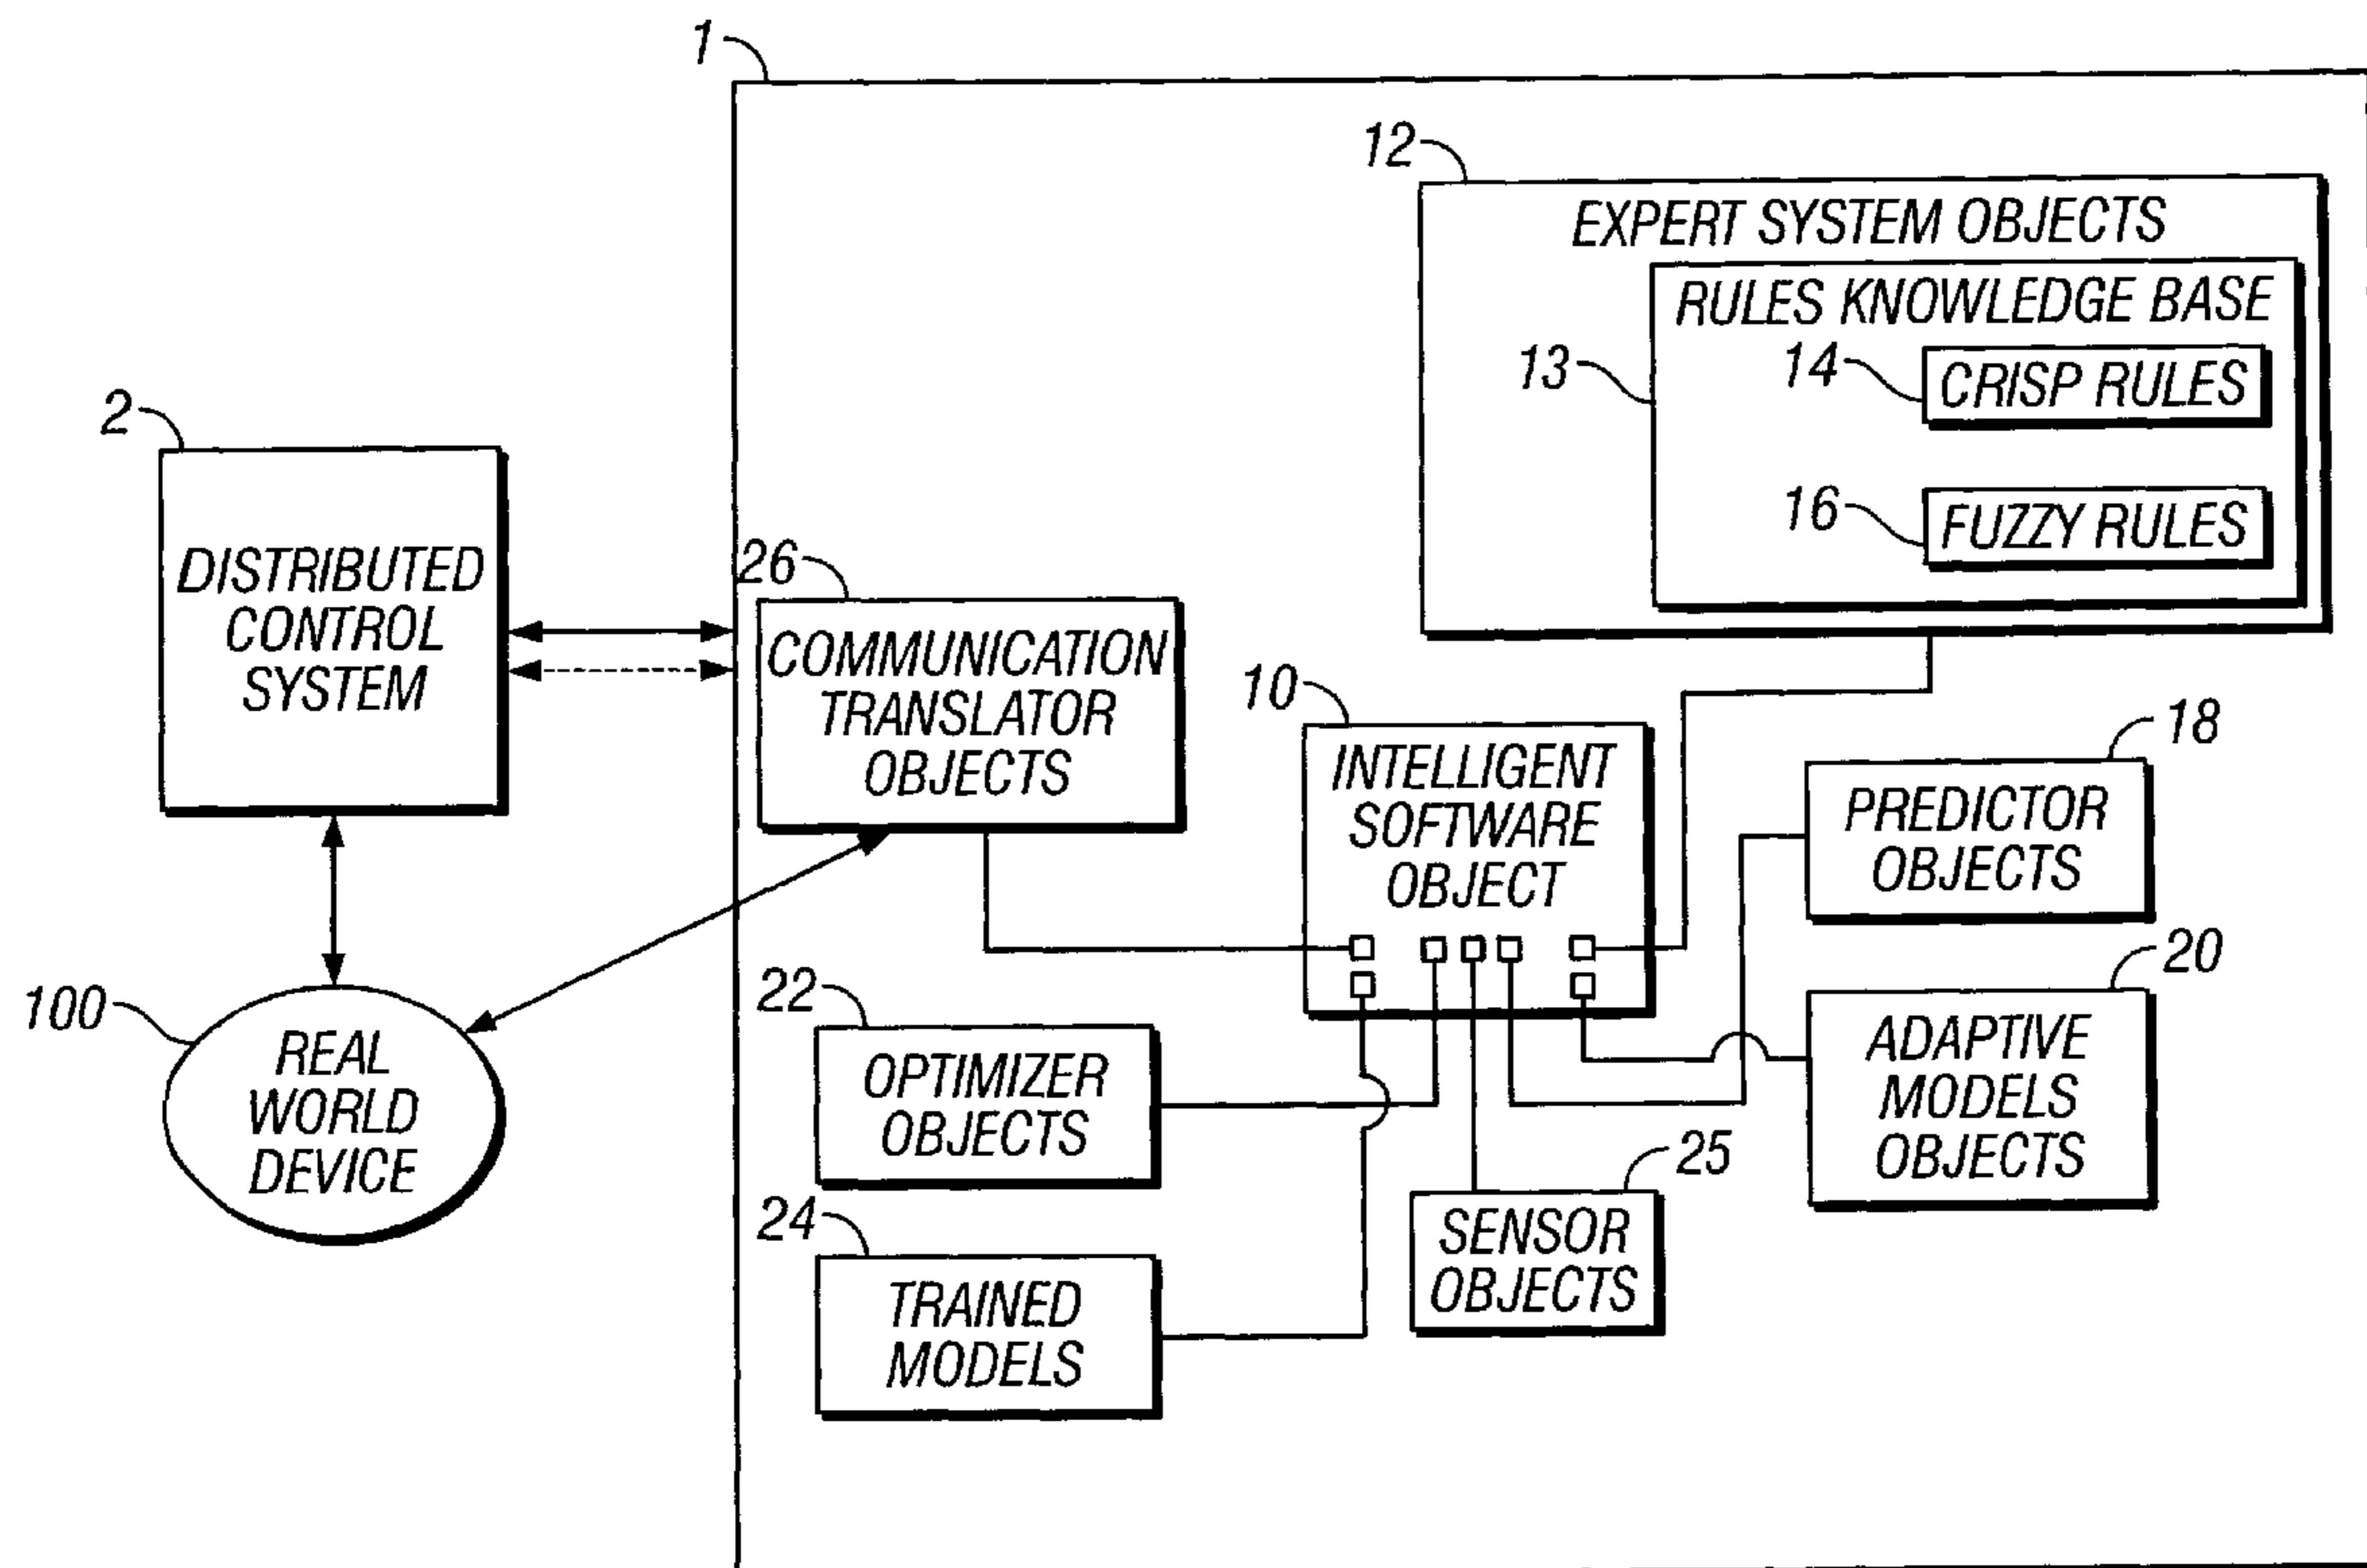 1
12
EXPERT SYSTEM OBJECTS
RULES KNOWLEDGE BASE
13
14
CRISP RULES
16
FUZZY RULES
2
DISTRIBUTED
CONTROL
SYSTEM
26
COMMUNICATION
TRANSLATOR
OBJECTS
10
INTELLIGENT
SOFTWARE
OBJECT
18
PREDICTOR
OBJECTS
20
ADAPTIVE
MODELS
OBJECTS
100
REAL
WORLD
DEVICE
22
OPTIMIZER
OBJECTS
24
TRAINED
MODELS
25
SENSOR
OBJECTS